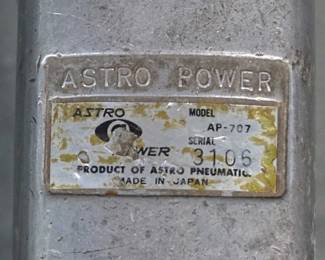 ASTRO POWER
ASTRO
MODEL
AP-707
SERIAL
3106
PRODUCT OF ASTRO PNEUMATIC
MADE IN JAPAN